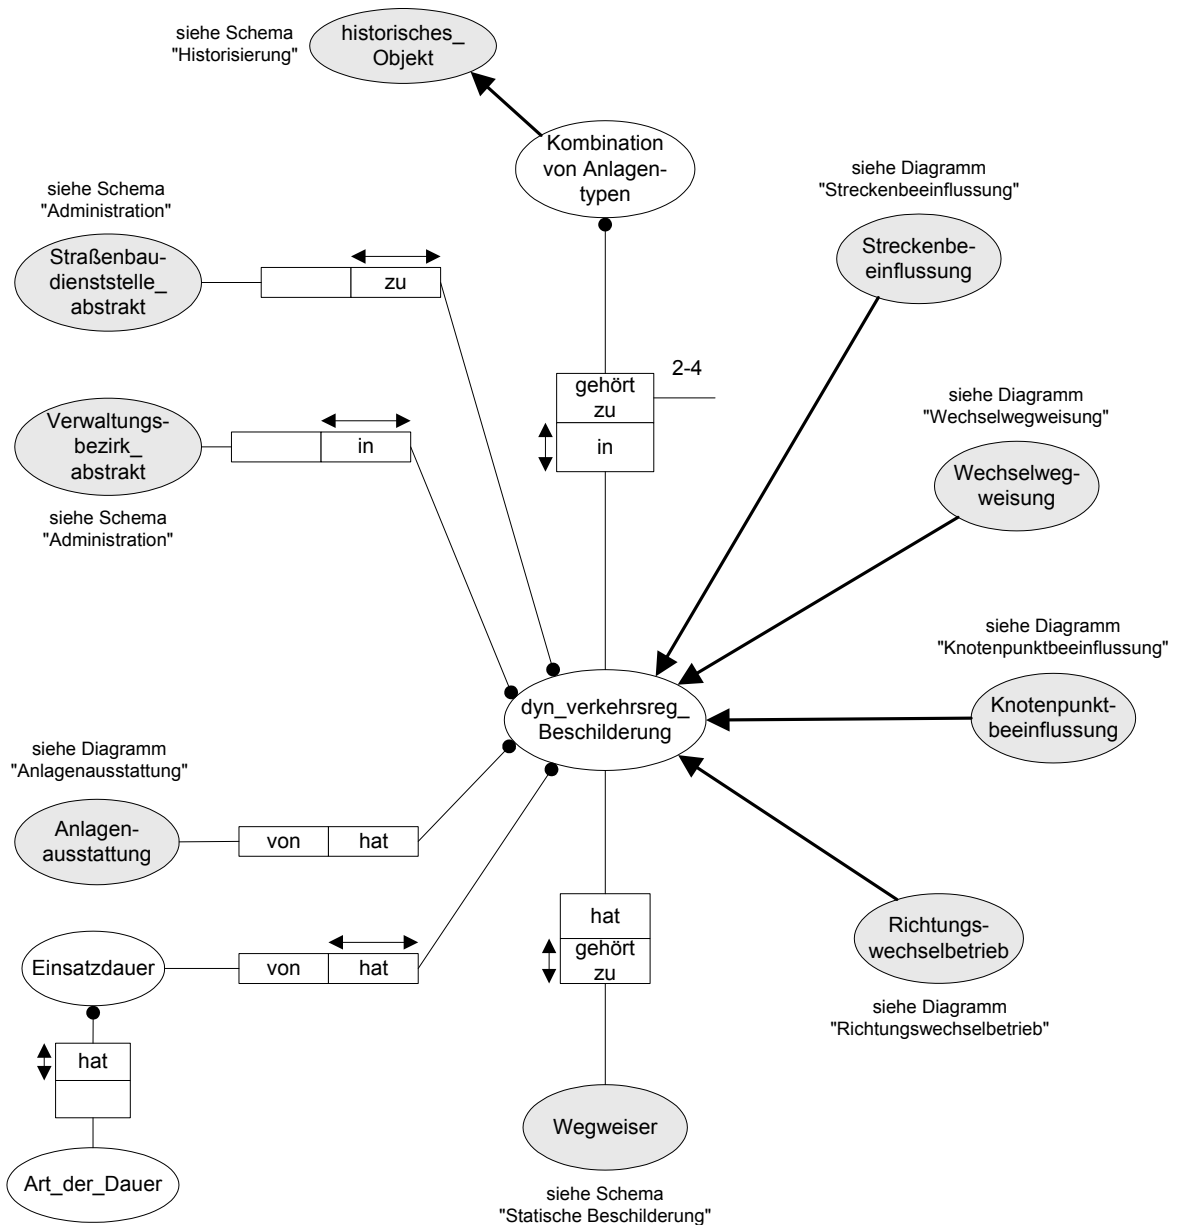 siehe Schema
"Historisierung"
historisches_
Objekt
Kombination
von Anlagen-
typen
siehe Diagramm
"Streckenbeeinflussung"
Streckenbe-
einflussung
siehe Schema
"Administration"
Straßenbau-
dienststelle_
abstrakt
zu
gehört
zu
in
2-4
siehe Diagramm
"Wechselwegweisung"
Wechselweg-
weisung
Verwaltungs-
bezirk_
abstrakt
in
siehe Schema
"Administration"
siehe Diagramm
"Knotenpunktbeeinflussung"
Knotenpunkt-
beeinflussung
dyn_verkehrsreg_
Beschilderung
siehe Diagramm
"Anlagenausstattung"
Anlagen-
ausstattung
von
hat
hat
gehört
zu
Richtungs-
wechselbetrieb
siehe Diagramm
"Richtungswechselbetrieb"
Einsatzdauer
von
hat
hat
Art_der_Dauer
Wegweiser
siehe Schema
"Statische Beschilderung"